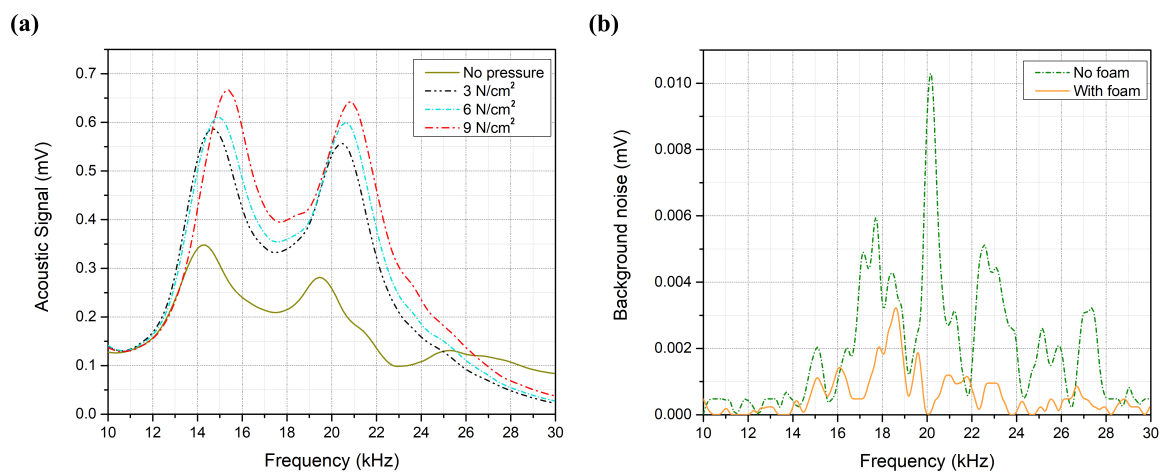 (a)
Acoustic Signal (mV)
0.7
0.6
0.5
0.4
0.3
0.2
0.1
0.0
10 12 14 16 18 20 22 24 26 28 30
Frequency (kHz)
No pressure
3 N/cm²
6 N/cm²
9 N/cm²
(b)
Background noise (mV)
0.010
0.008
0.006
0.004
0.002
0.000
10 12 14 16 18 20 22 24 26 28 30
Frequency (kHz)
No foam
With foam